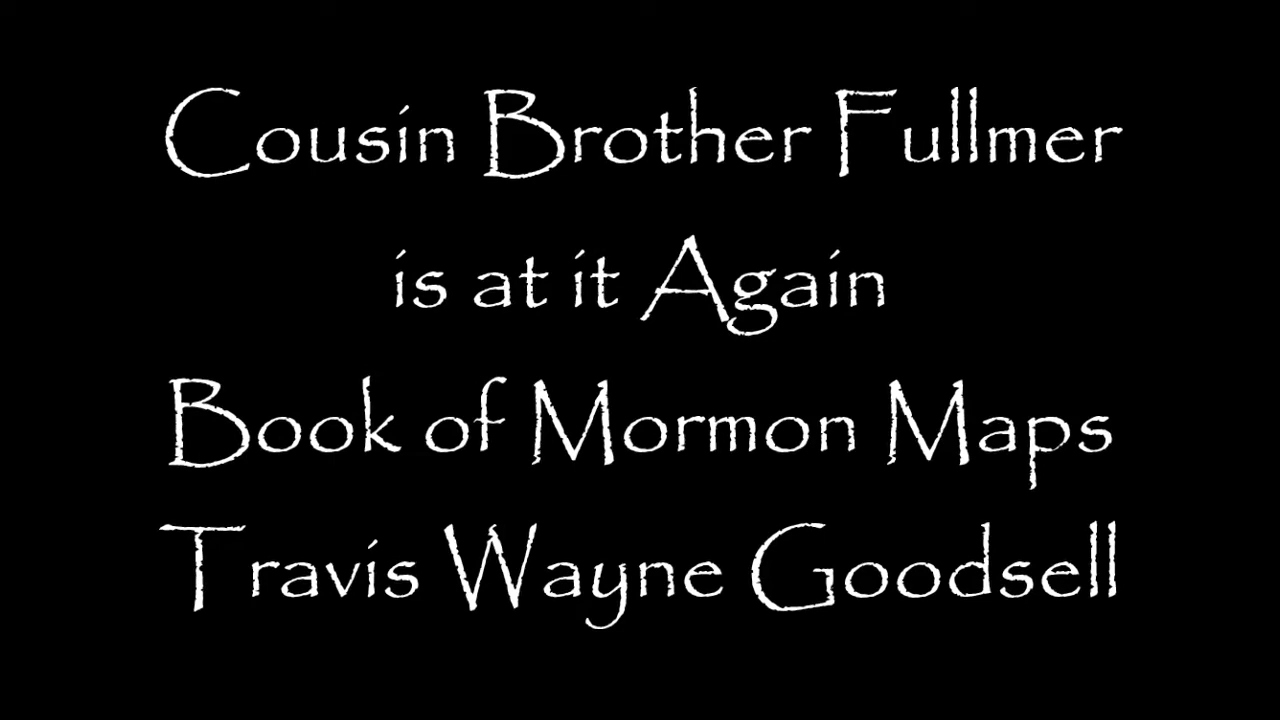 Cousin Brother Fullmer
is at it Again
Book of Mormon Maps
Travis Wayne Goodsell